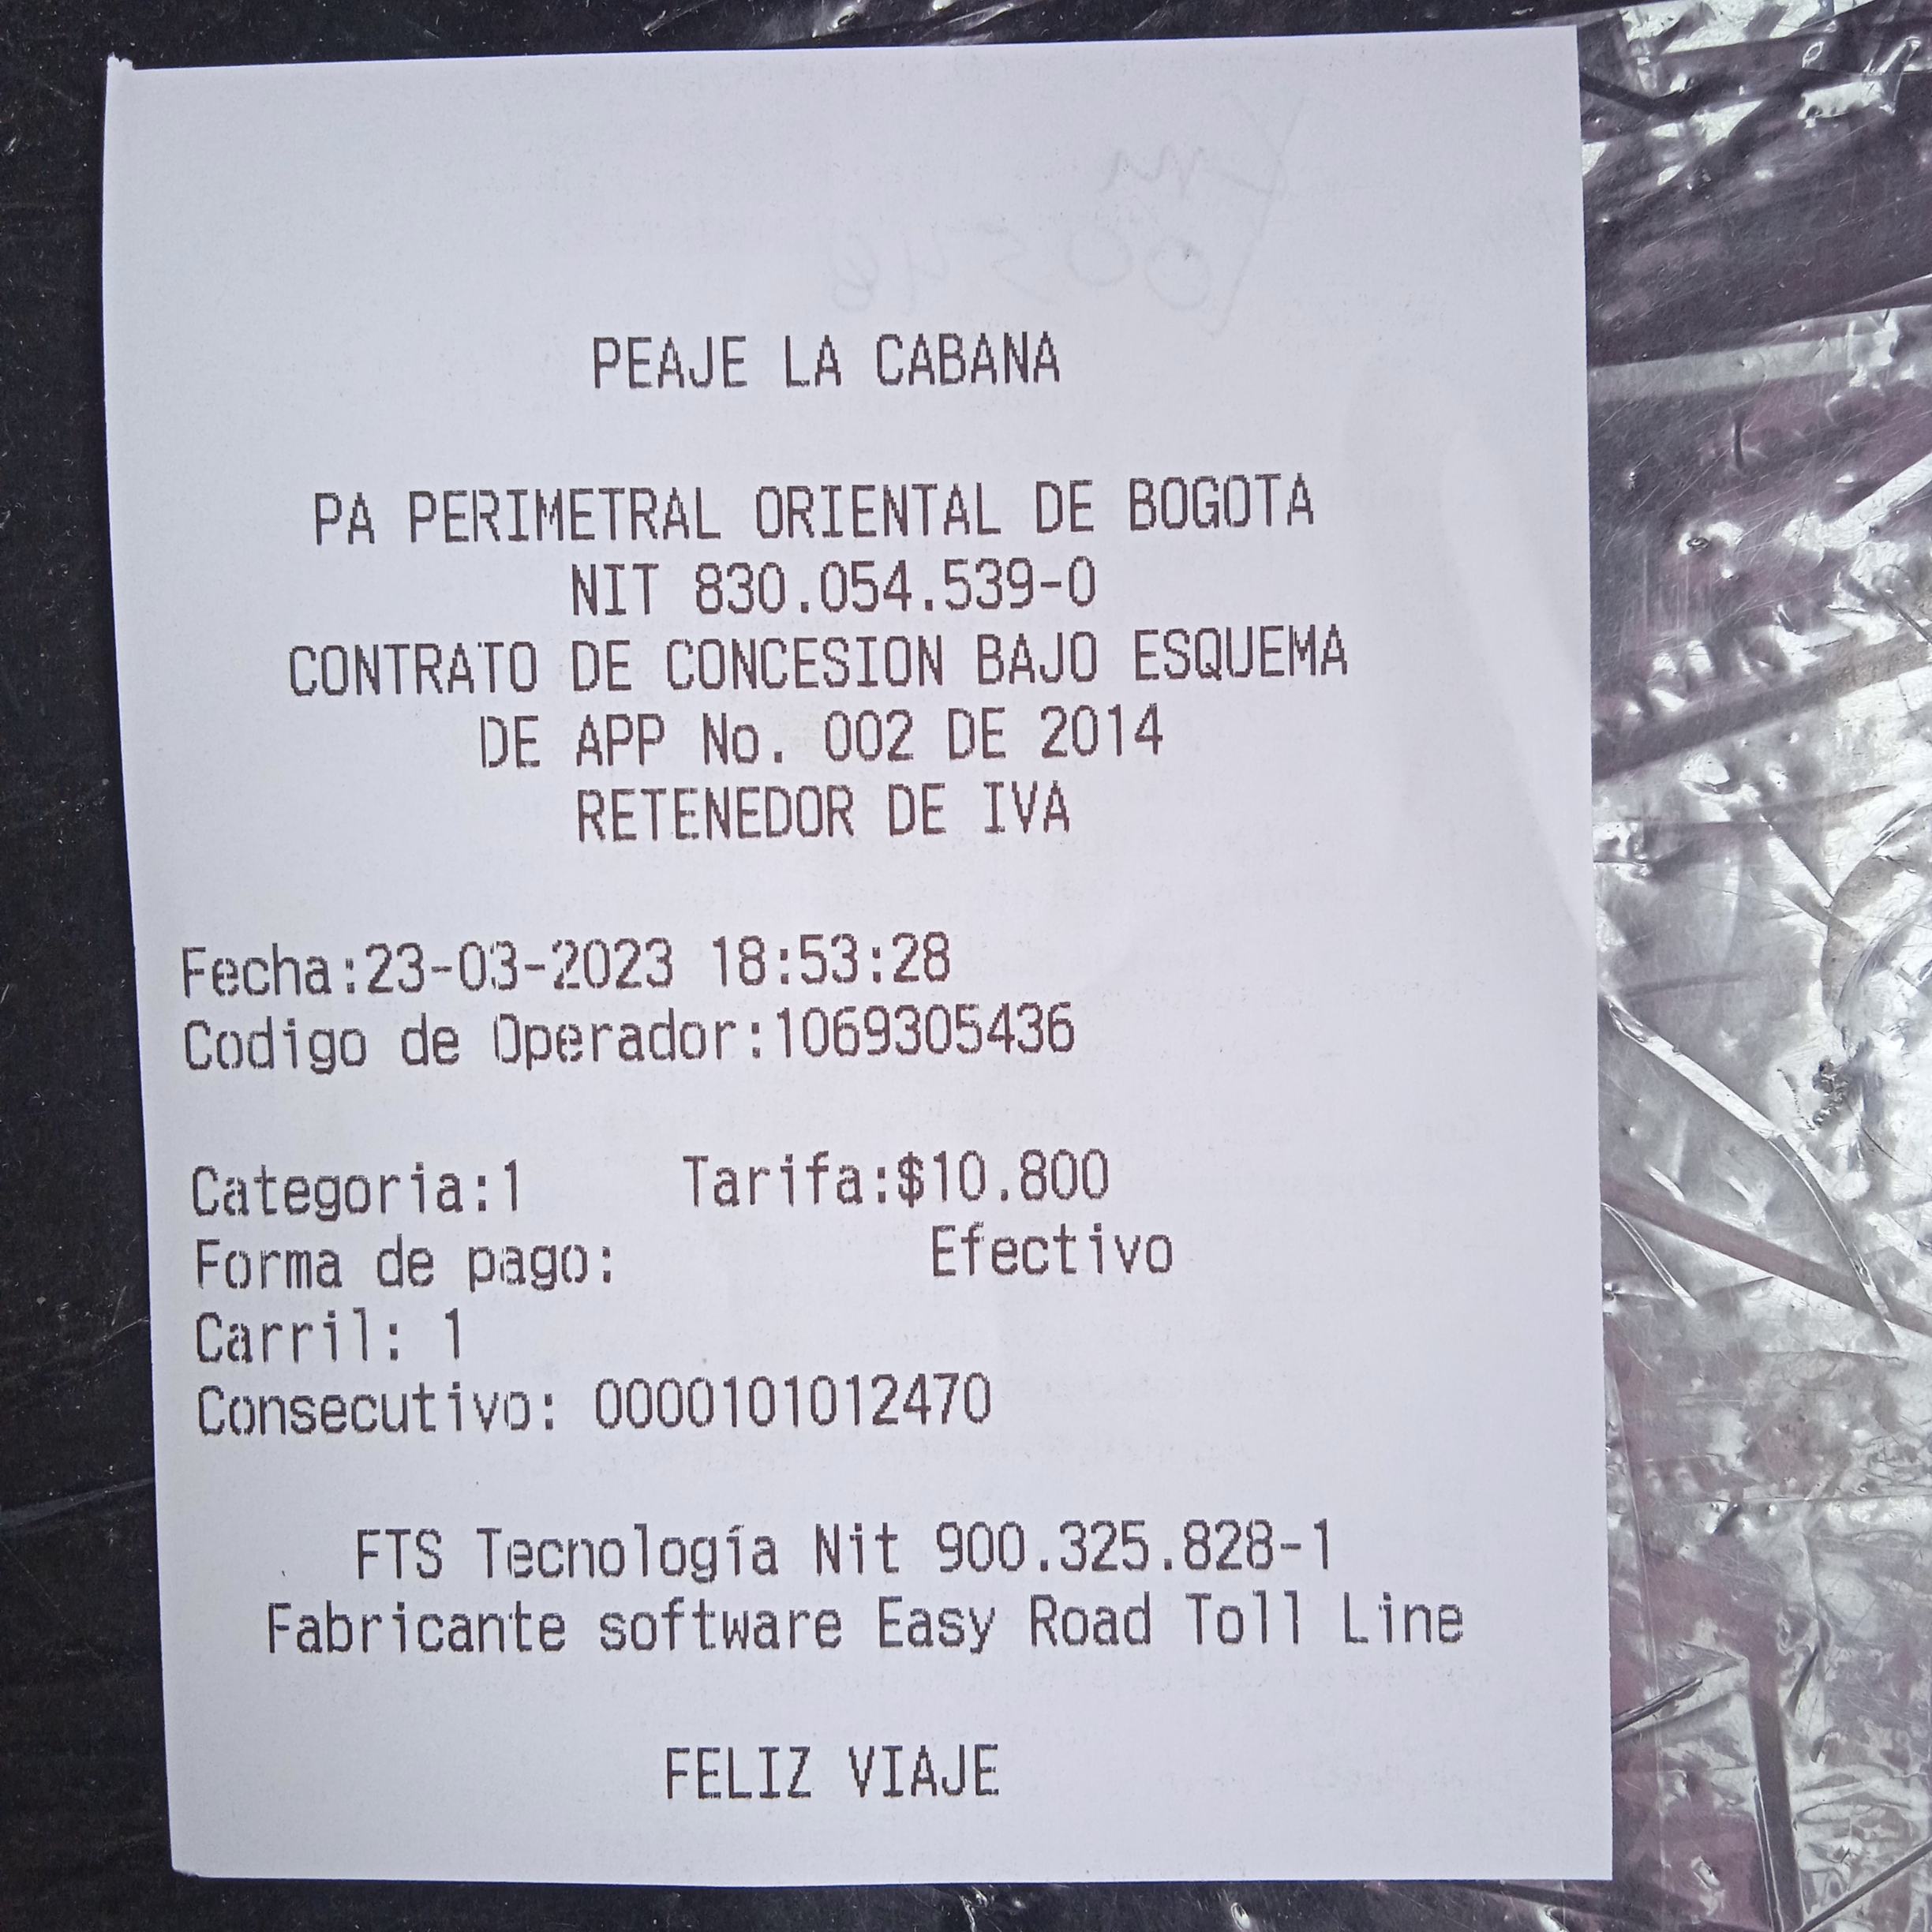 PEAJE LA CABANA
PA PERIMETRAL ORIENTAL DE BOGOTA
NIT 830.054.539-0
CONTRATO DE CONCESION BAJO ESQUEMA
DE APP No. 002 DE 2014
RETENEDOR DE IVA
Fecha:23-03-2023 18:53:28
Codigo de Operador:1069305436
Categoria:1 Tarifa:$10.800
Forma de pago: Efectivo
Carril: 1
Consecutivo: 0000101012470
FTS Tecnología Nit 900.325.828-1
Fabricante software Easy Road Toll Line
FELIZ VIAJE